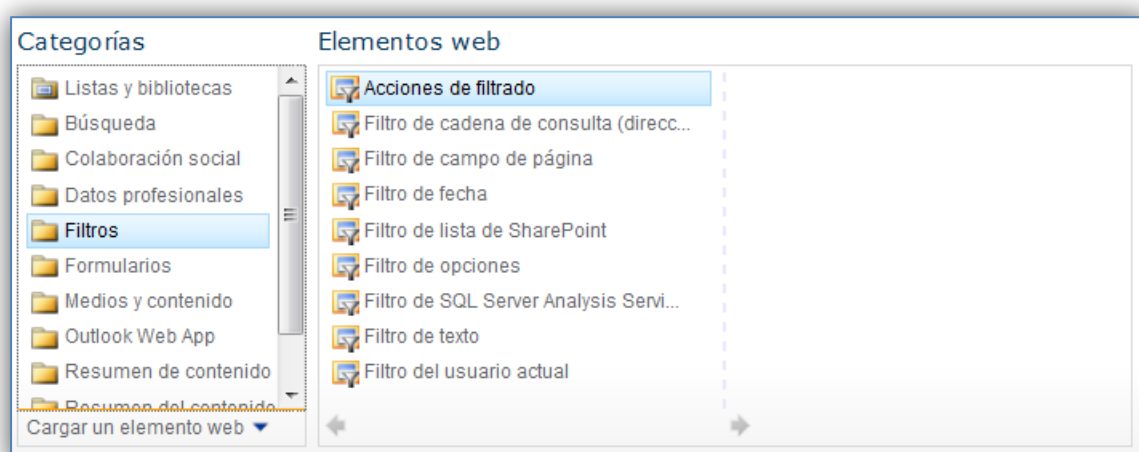 Categorías
Listas y bibliotecas
Búsqueda
Colaboración social
Datos profesionales
Filtros
Formularios
Medios y contenido
Outlook Web App
Resumen de contenido
Resumen del contenido
Cargar un elemento web
Elementos web
Acciones de filtrado
Filtro de cadena de consulta (direcc...
Filtro de campo de página
Filtro de fecha
Filtro de lista de SharePoint
Filtro de opciones
Filtro de SQL Server Analysis Servi...
Filtro de texto
Filtro del usuario actual